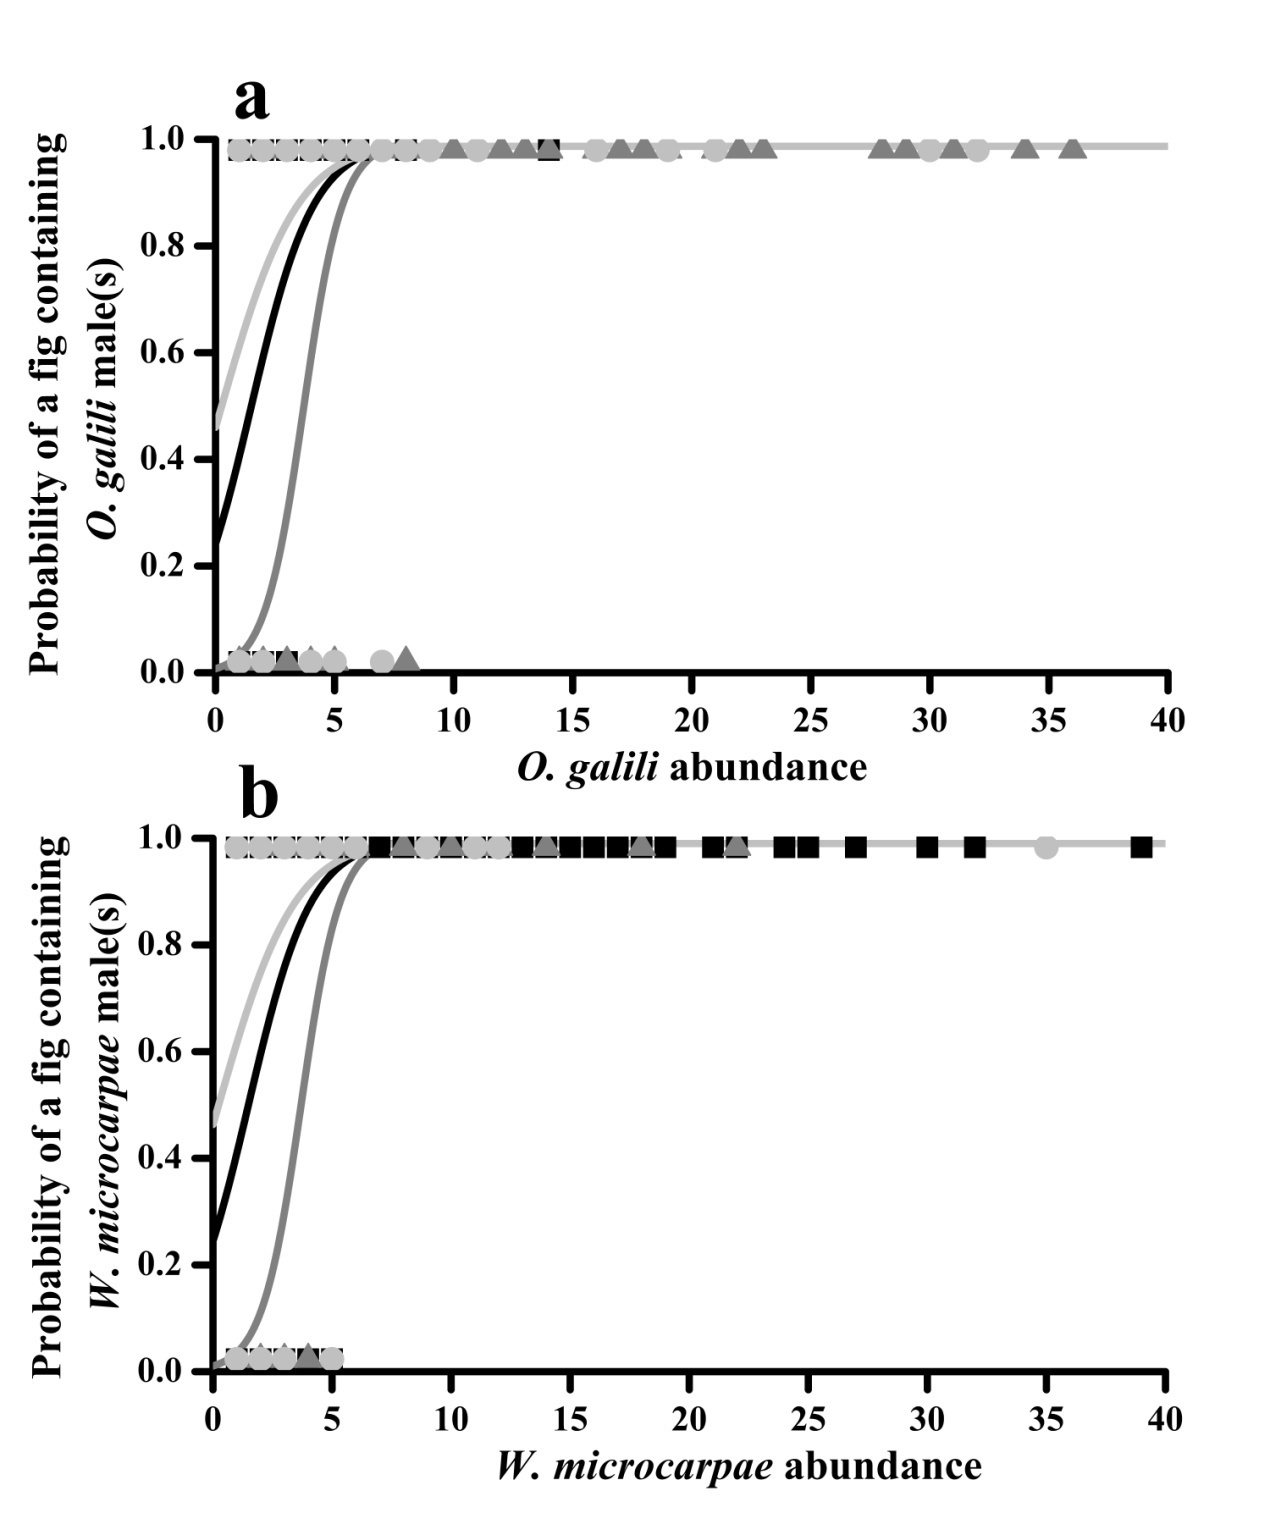 a
Probability of a fig containing
O. galili male(s)
1.0
0.8
0.6
0.4
0.2
0.0
0 5 10 15 20 25 30 35 40
O. galili abundance
b
Probability of a fig containing
W. microcarpae male(s)
1.0
0.8
0.6
0.4
0.2
0.0
0 5 10 15 20 25 30 35 40
W. microcarpae abundance